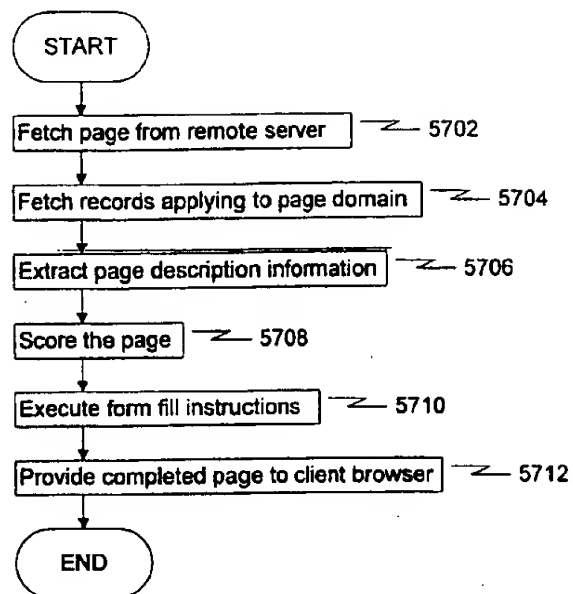 START
Fetch page from remote server 5702
Fetch records applying to page domain 5704
Extract page description information 5706
Score the page 5708
Execute form fill instructions 5710
Provide completed page to client browser 5712
END